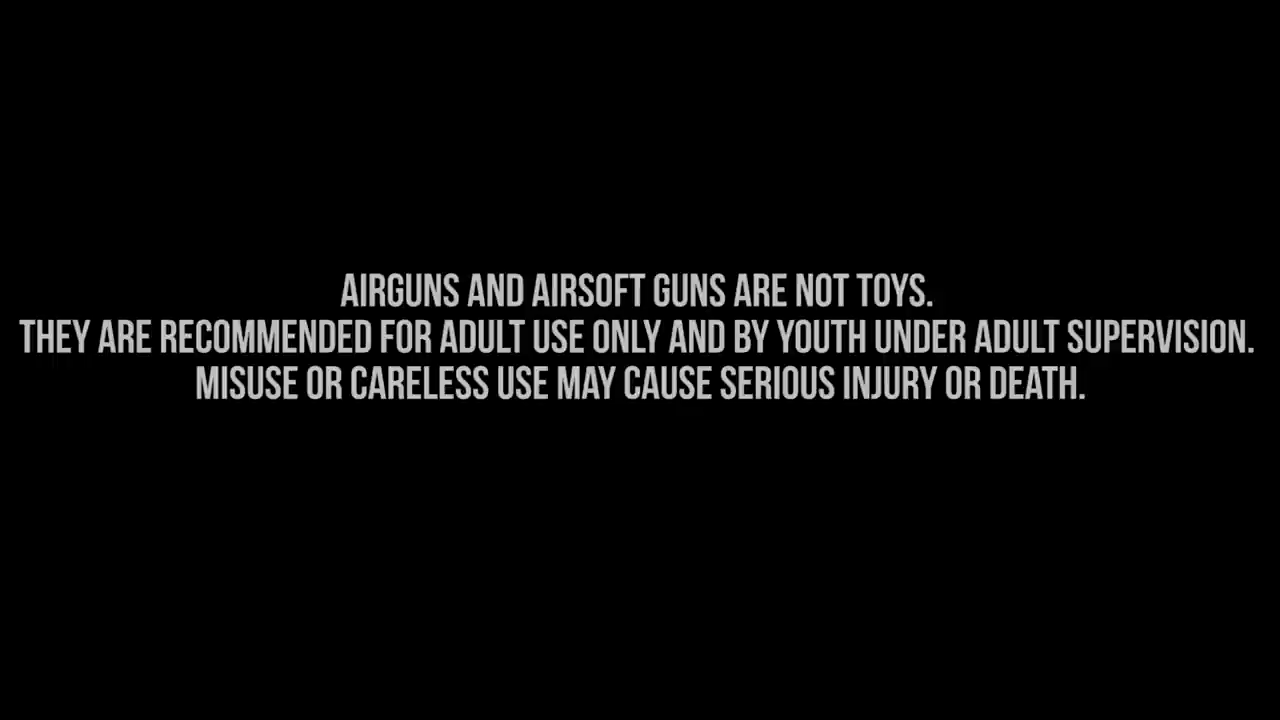 AIRGUNS AND AIRSOFT GUNS ARE NOT TOYS.
THEY ARE RECOMMENDED FOR ADULT USE ONLY AND BY YOUTH UNDER ADULT SUPERVISION.
MISUSE OR CARELESS USE MAY CAUSE SERIOUS INJURY OR DEATH.